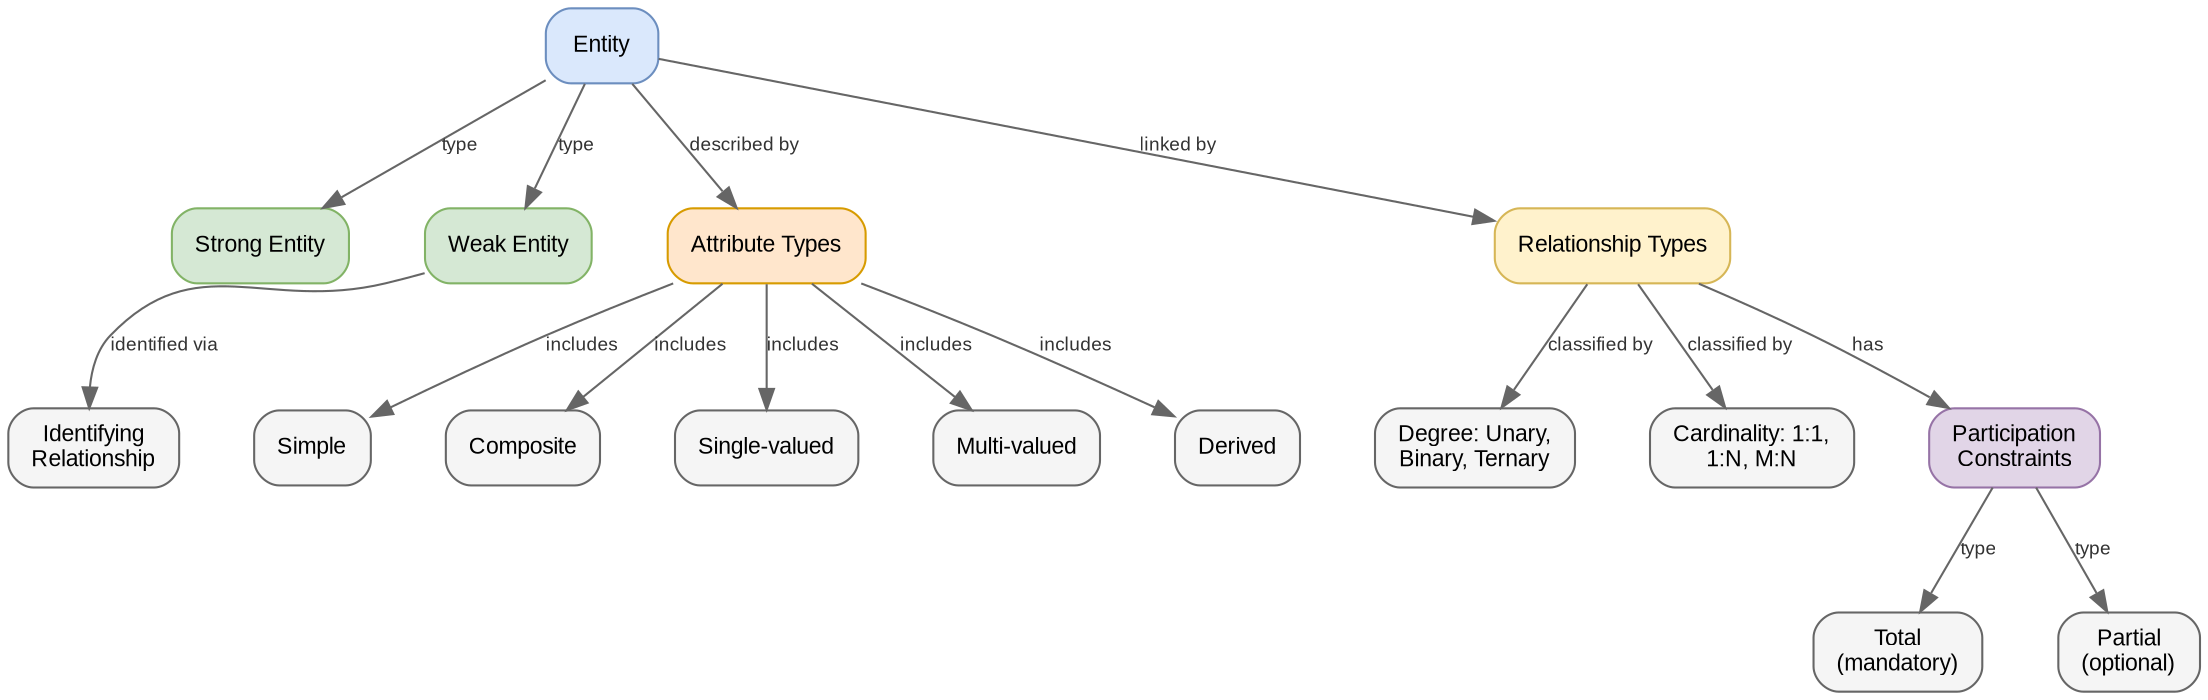 Entity
type
type
described by
linked by
Strong Entity
Weak Entity
Attribute Types
Relationship Types
identified via
includes
includes
includes
includes
includes
classified by
classified by
has
Identifying
Relationship
Simple
Composite
Single-valued
Multi-valued
Derived
Degree: Unary,
Binary, Ternary
Cardinality: 1:1,
1:N, M:N
Participation
Constraints
type
type
Total
(mandatory)
Partial
(optional)